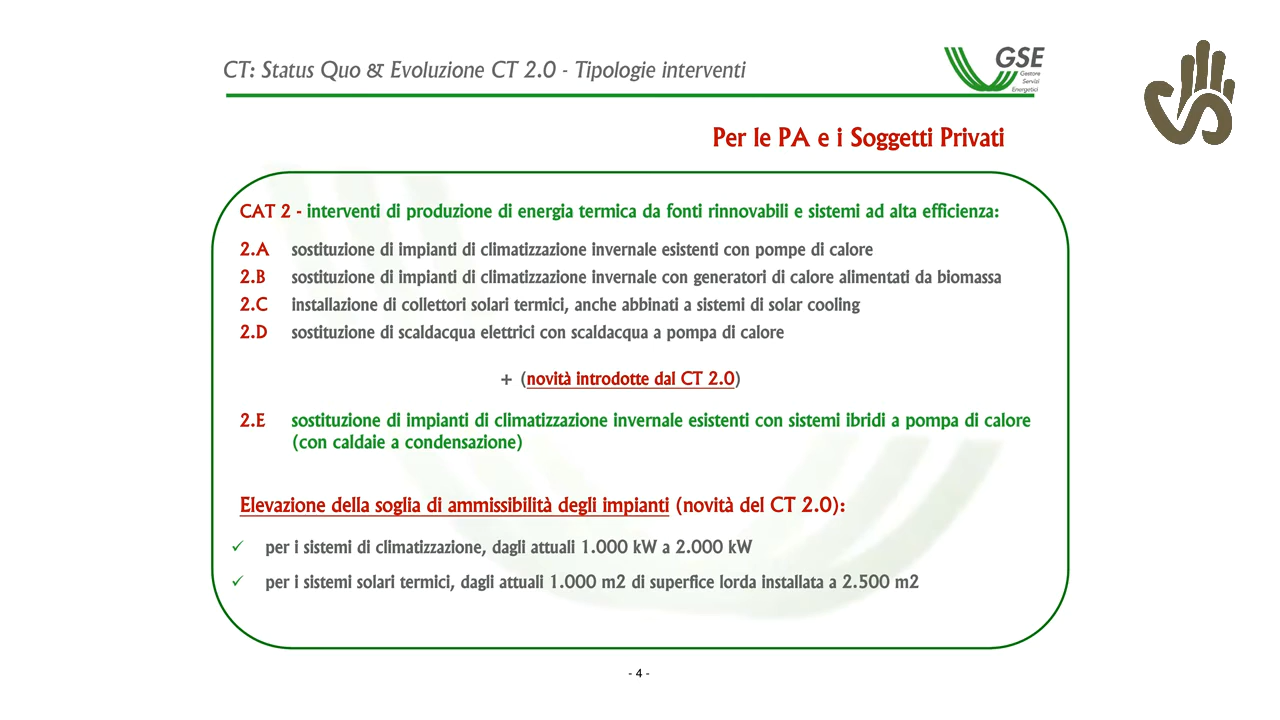 CT: Status Quo & Evoluzione CT 2.0 - Tipologie interventi
GSE
Gestore
Servizi
Energetici
Per le PA e i Soggetti Privati
CAT 2 - interventi di produzione di energia termica da fonti rinnovabili e sistemi ad alta efficienza:
2.A sostituzione di impianti di climatizzazione invernale esistenti con pompe di calore
2.B sostituzione di impianti di climatizzazione invernale con generatori di calore alimentati da biomassa
2.C installazione di collettori solari termici, anche abbinati a sistemi di solar cooling
2.D sostituzione di scaldacqua elettrici con scaldacqua a pompa di calore
+ (novità introdotte dal CT 2.0)
2.E sostituzione di impianti di climatizzazione invernale esistenti con sistemi ibridi a pompa di calore
(con caldaie a condensazione)
Elevazione della soglia di ammissibilità degli impianti (novità del CT 2.0):
✓ per i sistemi di climatizzazione, dagli attuali 1.000 kW a 2.000 kW
✓ per i sistemi solari termici, dagli attuali 1.000 m2 di superfice lorda installata a 2.500 m2
- 4 -